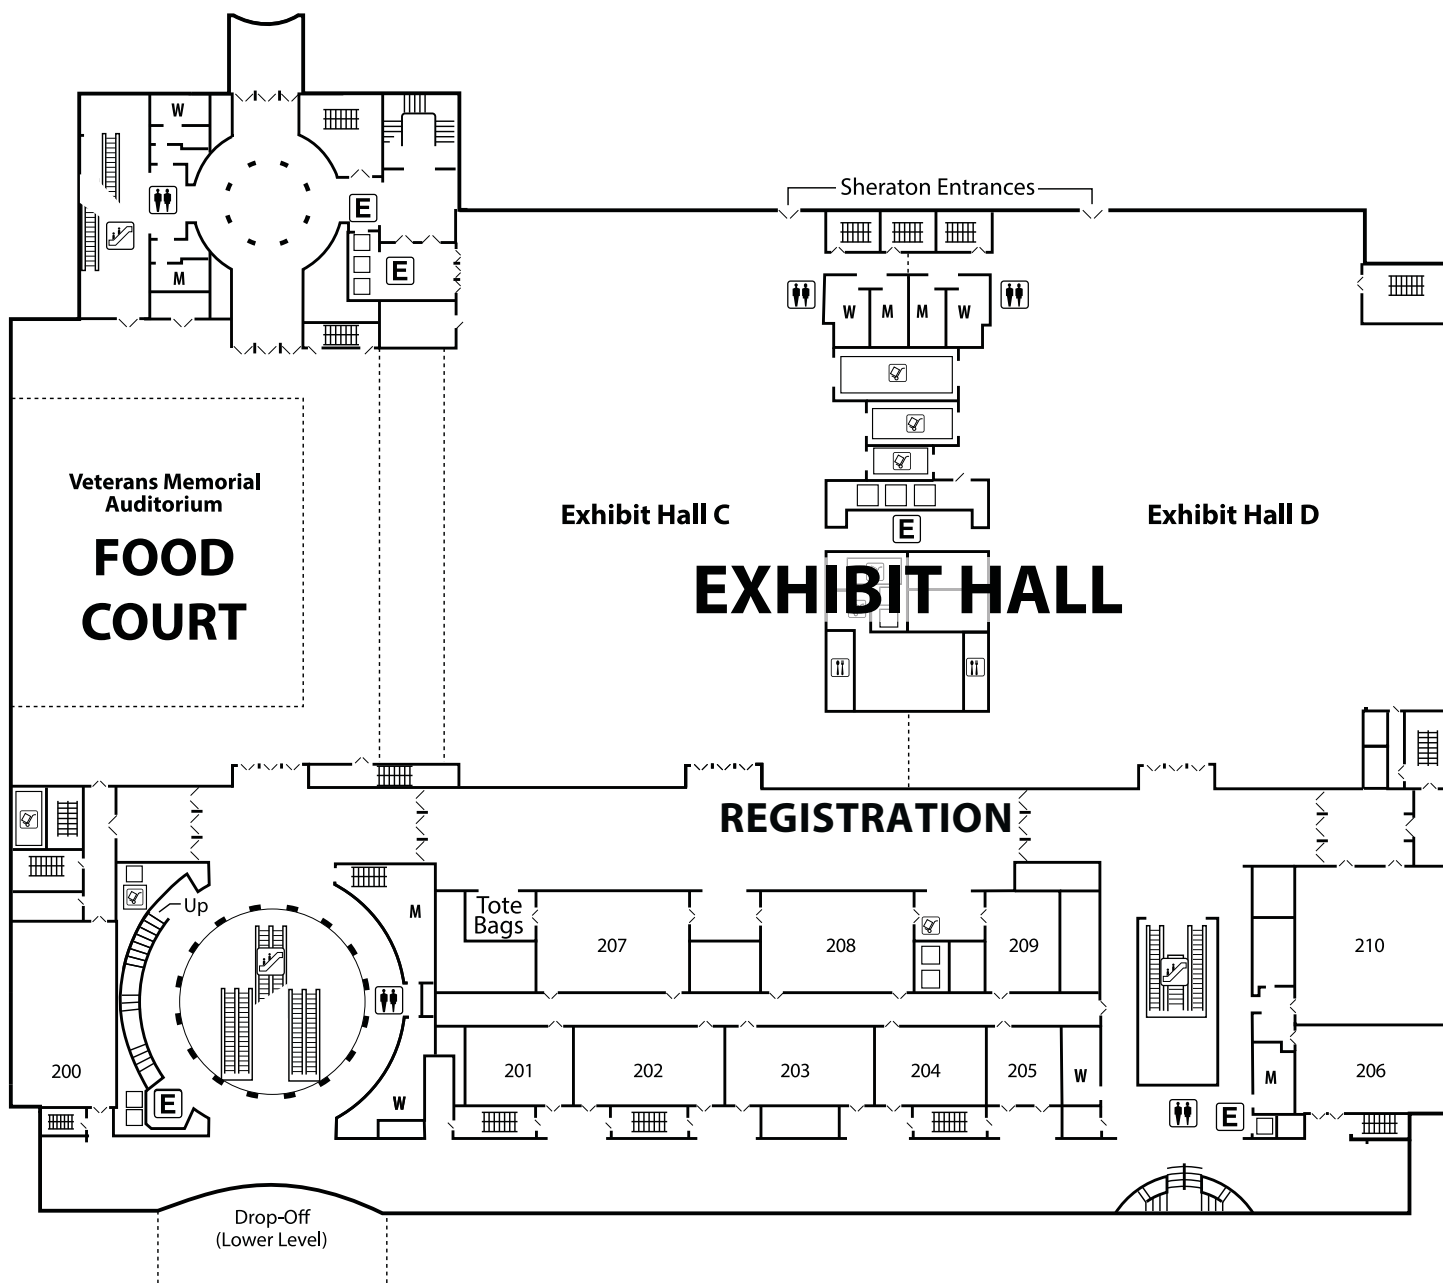 W
E
E
M
Sheraton Entrances
W
M
M
W
Veterans Memorial
Auditorium
FOOD
COURT
Exhibit Hall C
Exhibit Hall D
E
EXHIBIT HALL
REGISTRATION
Up
M
Tote
Bags
207
208
209
210
200
201
202
203
204
205
W
M
206
E
W
E
Drop-Off
(Lower Level)